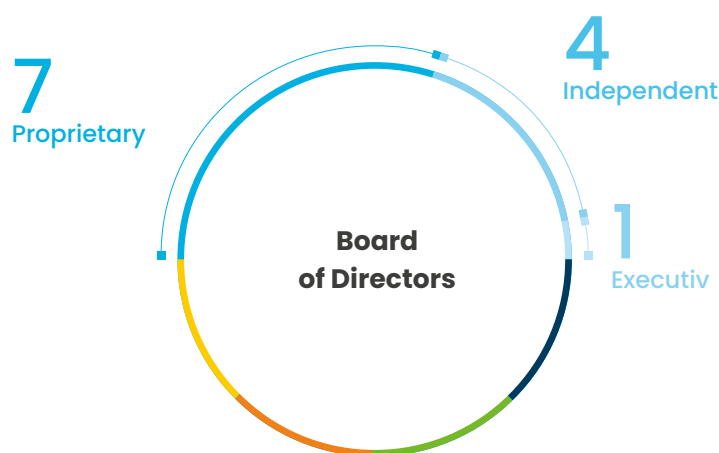 7
Proprietary
4
Independent
1
Executiv
Board
of Directors